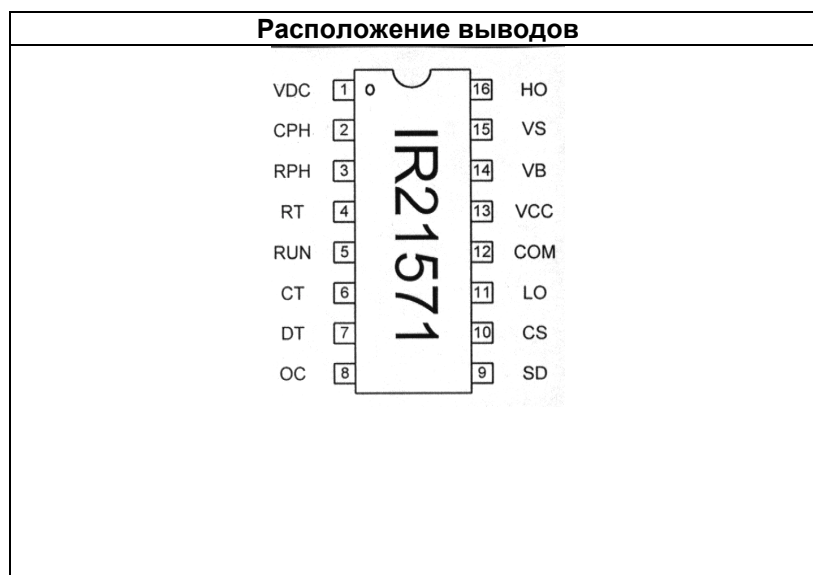 Расположение выводов
VDC 1 o 16 HO
CPH 2 15 VS
RPH 3 14 VB
RT 4 13 VCC
RUN 5 12 COM
CT 6 11 LO
DT 7 10 CS
OC 8 9 SD
IR21571